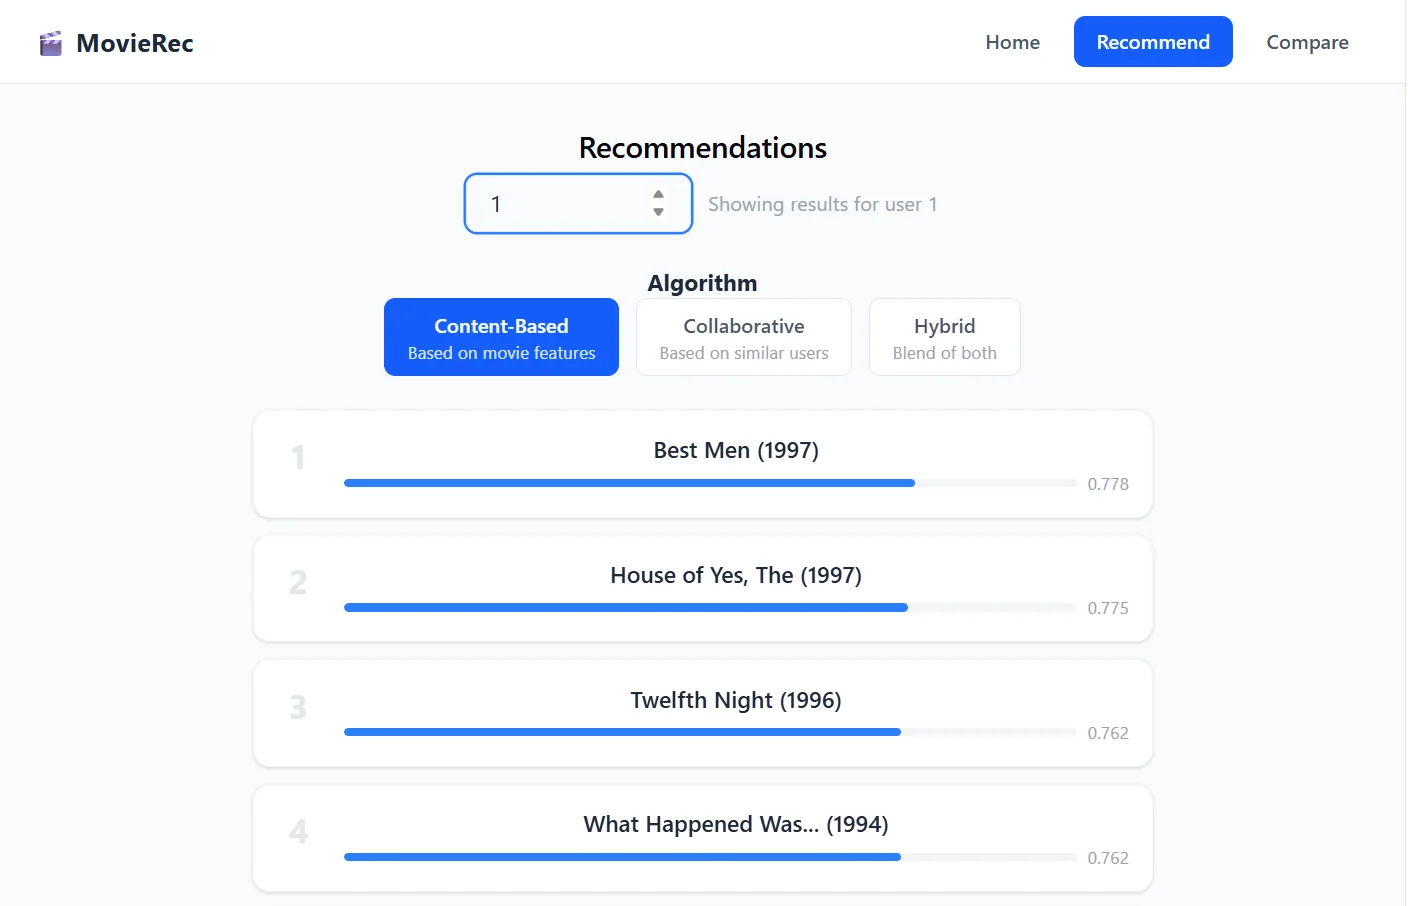 MovieRec
Home
Recommend
Compare
Recommendations
1
Showing results for user 1
Algorithm
Content-Based
Based on movie features
Collaborative
Based on similar users
Hybrid
Blend of both
1
Best Men (1997)
0.778
2
House of Yes, The (1997)
0.775
3
Twelfth Night (1996)
0.762
4
What Happened Was... (1994)
0.762